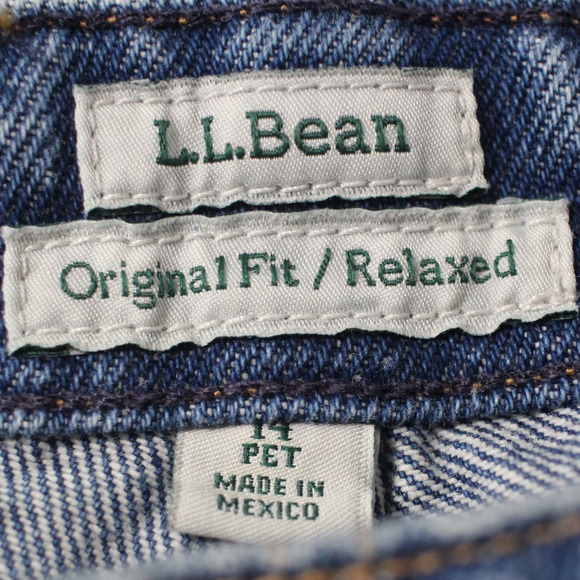 L.L.Bean
Original Fit / Relaxed
14
PET
MADE IN
MEXICO